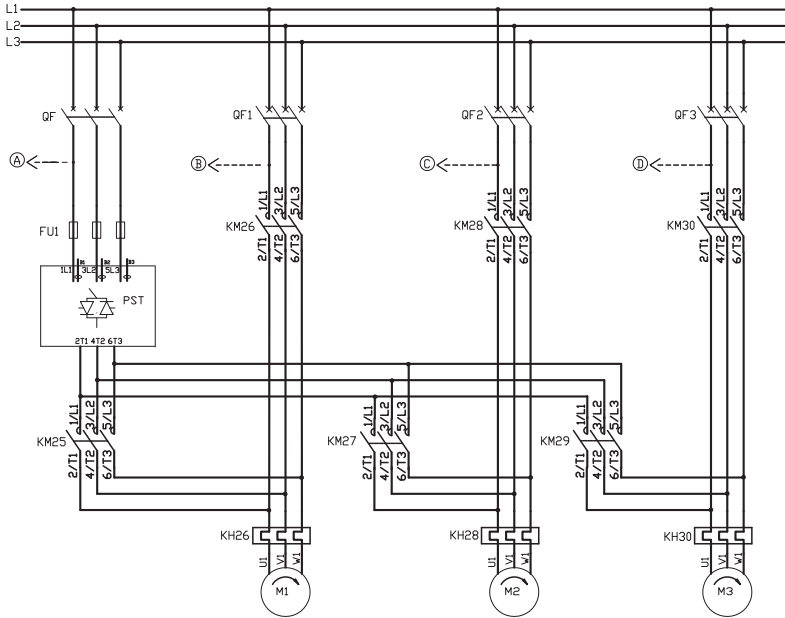 L1
L2
L3
QF QF1 QF2 QF3
A B C D
1/L1 3/L2 5/L3 1/L1 3/L2 5/L3 1/L1 3/L2 5/L3
FU1 KM26 KM28 KM30
2/T1 4/T2 6/T3 2/T1 4/T2 6/T3 2/T1 4/T2 6/T3
B1 B2 B3
1L1 3L2 5L3
PST
2T1 4T2 6T3
1/L1 3/L2 5/L3 1/L1 3/L2 5/L3 1/L1 3/L2 5/L3
KM25 KM27 KM29
2/T1 4/T2 6/T3 2/T1 4/T2 6/T3 2/T1 4/T2 6/T3
KH26 KH28 KH30
U1 V1 W1 U1 V1 W1 U1 V1 W1
M1 M2 M3